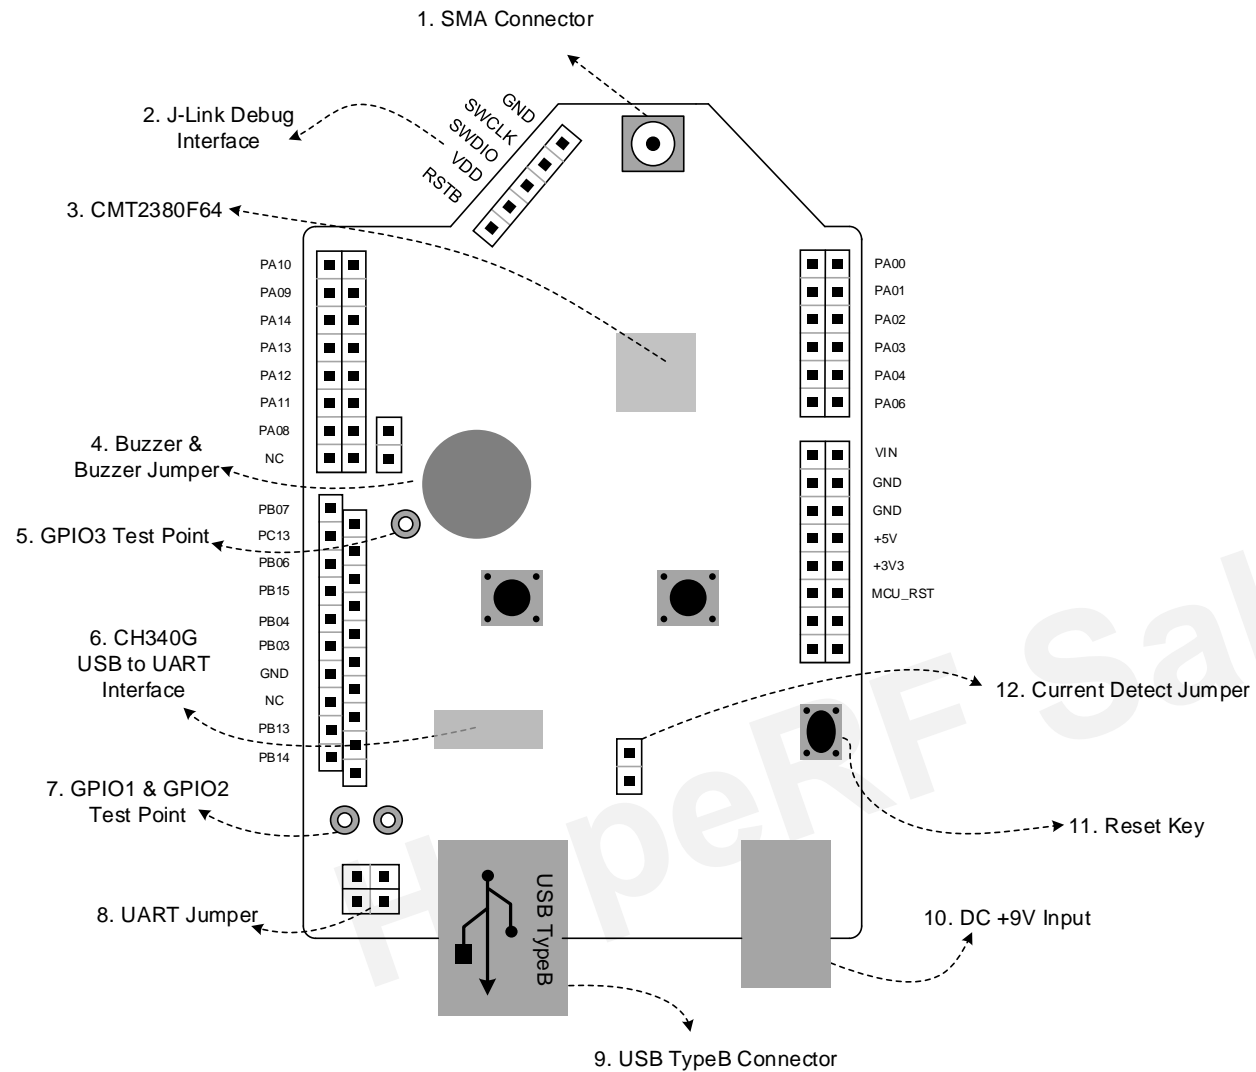 1. SMA Connector
2. J-Link Debug
Interface
GND
SWCLK
SWDIO
VDD
RSTB
3. CMT2380F64
PA10
PA09
PA14
PA13
PA12
PA11
PA08
NC
PA00
PA01
PA02
PA03
PA04
PA06
4. Buzzer &
Buzzer Jumper
VIN
GND
GND
+5V
+3V3
MCU_RST
5. GPIO3 Test Point
PB07
PC13
PB06
PB15
PB04
PB03
GND
NC
PB13
PB14
6. CH340G
USB to UART
Interface
12. Current Detect Jumper
7. GPIO1 & GPIO2
Test Point
11. Reset Key
8. UART Jumper
USB TypeB
10. DC +9V Input
9. USB TypeB Connector